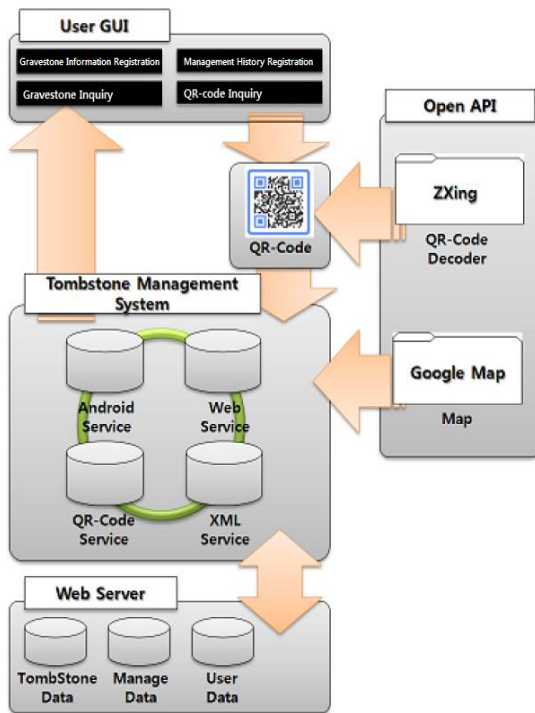 User GUI
Gravestone Information Registration
Management History Registration
Gravestone Inquiry
QR-code Inquiry
Open API
ZXing
QR-Code
Decoder
QR-Code
Tombstone Management
System
Google Map
Map
Android
Service
Web
Service
QR-Code
Service
XML
Service
Web Server
TombStone
Data
Manage
Data
User
Data